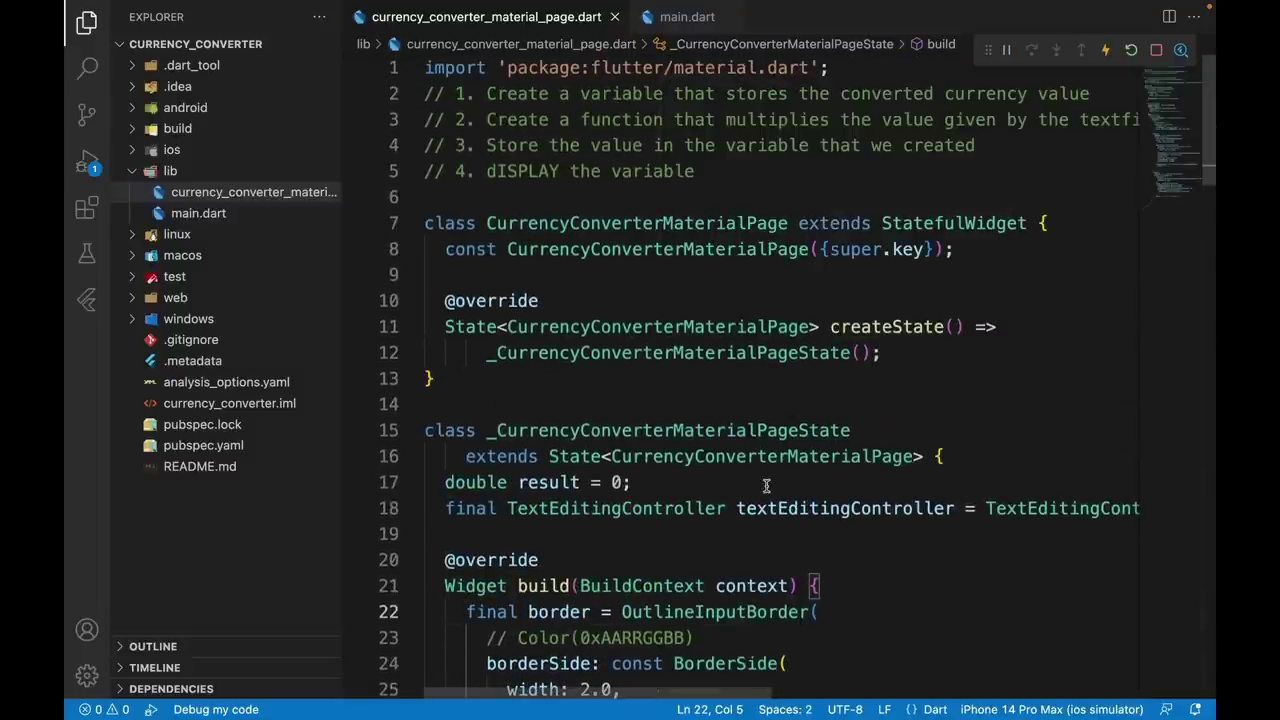 EXPLORER
CURRENCY_CONVERTER
.dart_tool
.idea
android
build
ios
lib
currency_converter_materi...
main.dart
linux
macos
test
web
windows
.gitignore
.metadata
analysis_options.yaml
currency_converter.iml
pubspec.lock
pubspec.yaml
README.md
OUTLINE
TIMELINE
DEPENDENCIES
1
currency_converter_material_page.dart
main.dart
lib > currency_converter_material_page.dart > _CurrencyConverterMaterialPageState > build
1 import 'package:flutter/material.dart';
2 // 1. Create a variable that stores the converted currency value
3 // 2. Create a function that multiplies the value given by the textfi
4 // 3. Store the value in the variable that we created
5 // 4. dISPLAY the variable
6
7 class CurrencyConverterMaterialPage extends StatefulWidget {
8 const CurrencyConverterMaterialPage({super.key});
9
10 @override
11 State<CurrencyConverterMaterialPage> createState() =>
12 _CurrencyConverterMaterialPageState();
13 }
14
15 class _CurrencyConverterMaterialPageState
16 extends State<CurrencyConverterMaterialPage> {
17 double result = 0;
18 final TextEditingController textEditingController = TextEditingCont
19
20 @override
21 Widget build(BuildContext context) {
22 final border = OutlineInputBorder(
23 // Color(0xAARRGGBB)
24 borderSide: const BorderSide(
25 width: 2.0,
0 0 Debug my code Ln 22, Col 5 Spaces: 2 UTF-8 LF {} Dart iPhone 14 Pro Max (ios simulator)